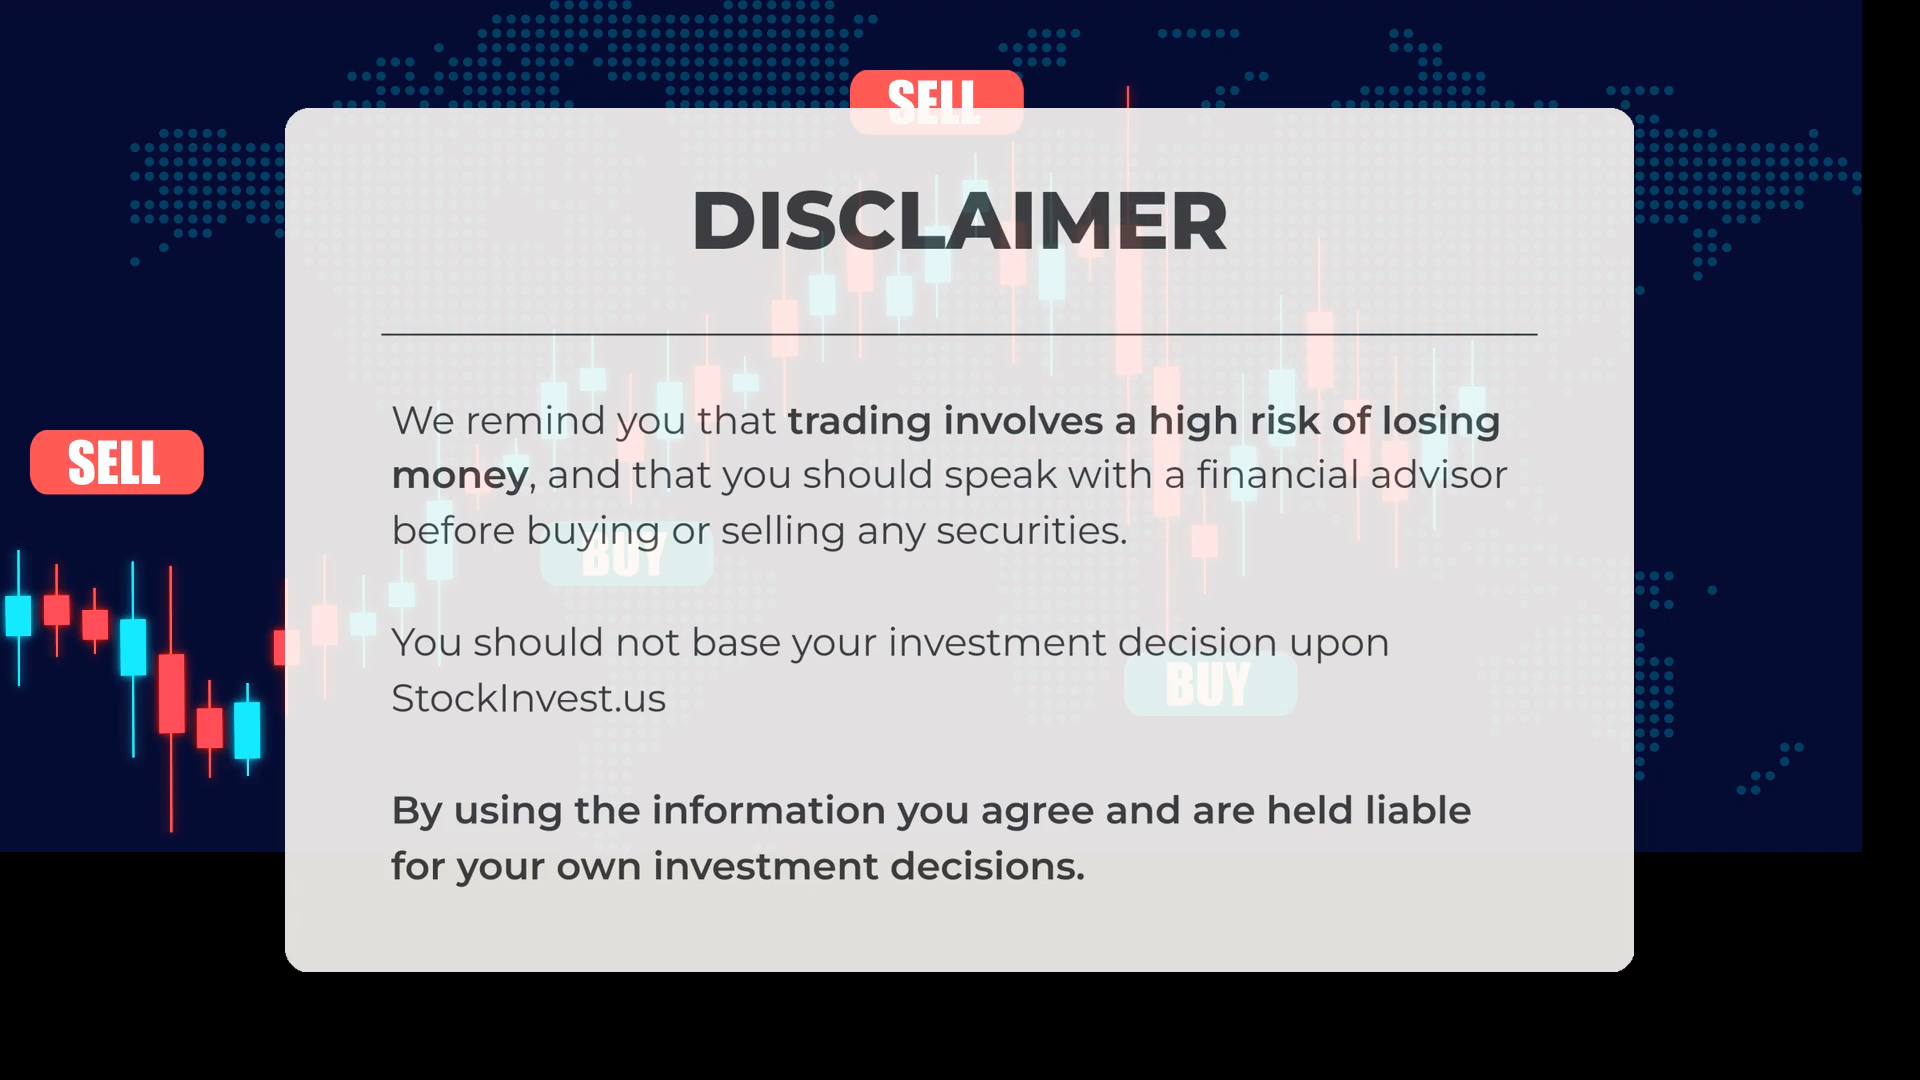 SELL
DISCLAIMER
We remind you that trading involves a high risk of losing
money, and that you should speak with a financial advisor
before buying or selling any securities.
SELL
BUY
You should not base your investment decision upon
StockInvest.us
BUY
By using the information you agree and are held liable
for your own investment decisions.